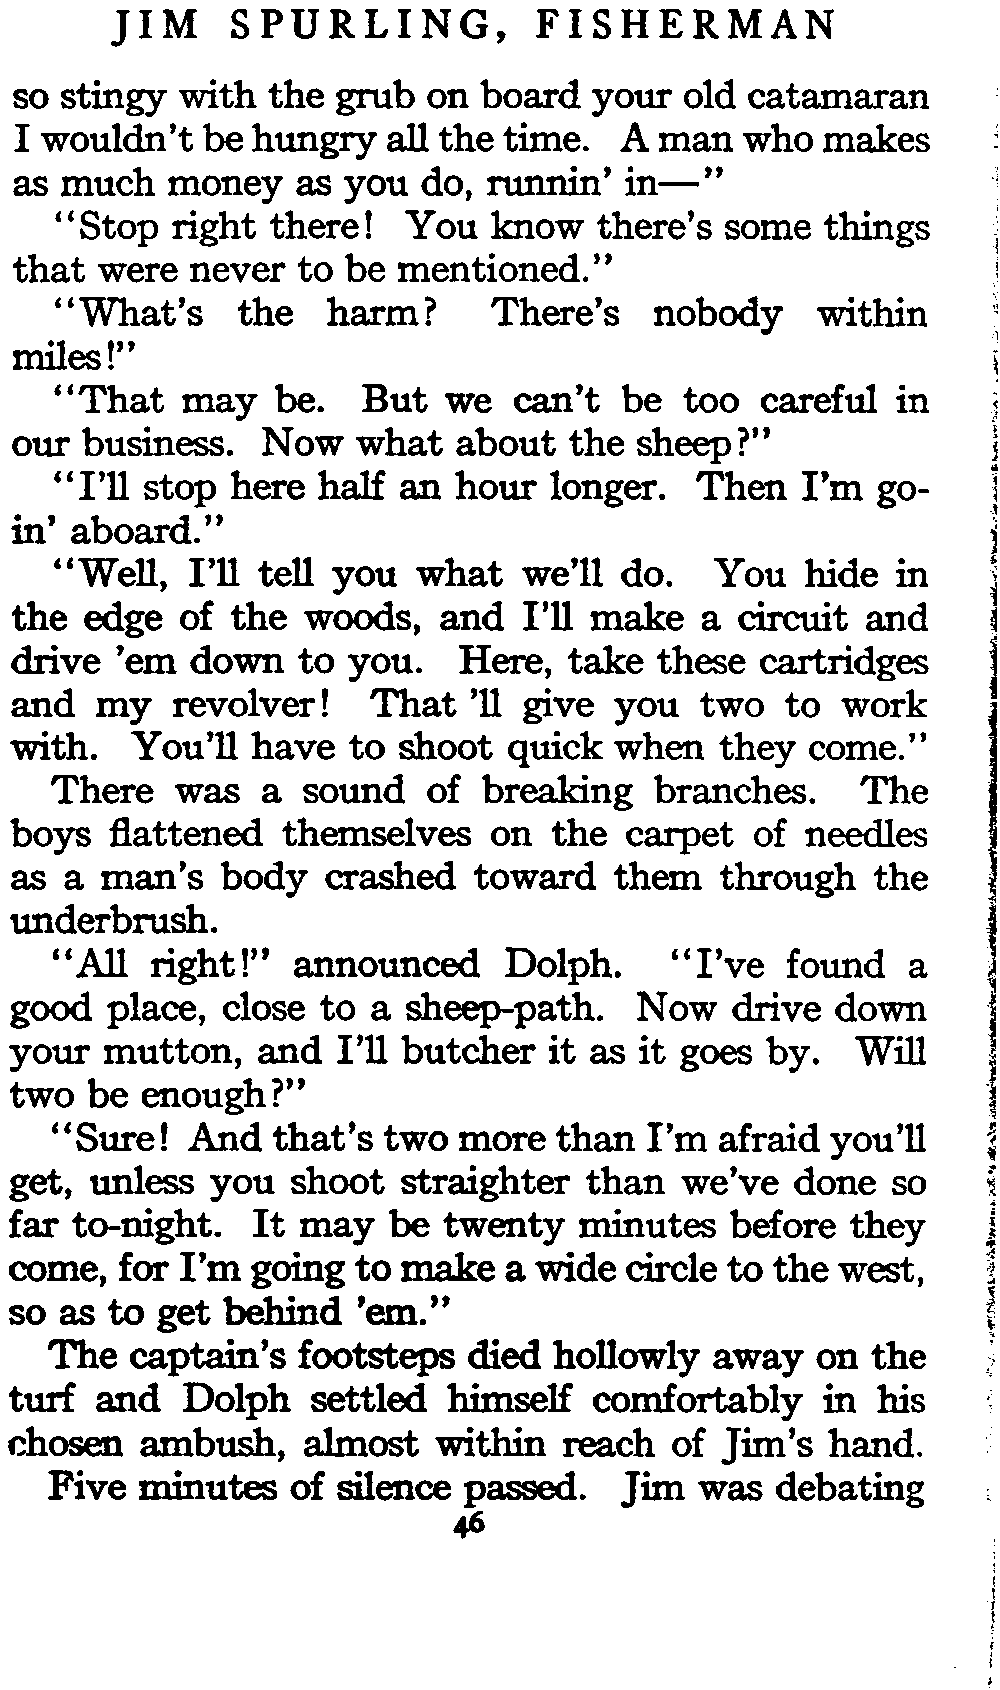 JIM SPURLING, FISHERMAN
so stingy with the grub on board your old catamaran
I wouldn't be hungry all the time. A man who makes
as much money as you do, runnin' in—"
"Stop right there! You know there's some things
that were never to be mentioned."
"What's the harm? There's nobody within
miles!"
"That may be. But we can't be too careful in
our business. Now what about the sheep?"
"I'll stop here half an hour longer. Then I'm go-
in' aboard."
"Well, I'll tell you what we'll do. You hide in
the edge of the woods, and I'll make a circuit and
drive 'em down to you. Here, take these cartridges
and my revolver! That 'll give you two to work
with. You'll have to shoot quick when they come."
There was a sound of breaking branches. The
boys flattened themselves on the carpet of needles
as a man's body crashed toward them through the
underbrush.
"All right!" announced Dolph. "I've found a
good place, close to a sheep-path. Now drive down
your mutton, and I'll butcher it as it goes by. Will
two be enough?"
"Sure! And that's two more than I'm afraid you'll
get, unless you shoot straighter than we've done so
far to-night. It may be twenty minutes before they
come, for I'm going to make a wide circle to the west,
so as to get behind 'em."
The captain's footsteps died hollowly away on the
turf and Dolph settled himself comfortably in his
chosen ambush, almost within reach of Jim's hand.
Five minutes of silence passed. Jim was debating
46